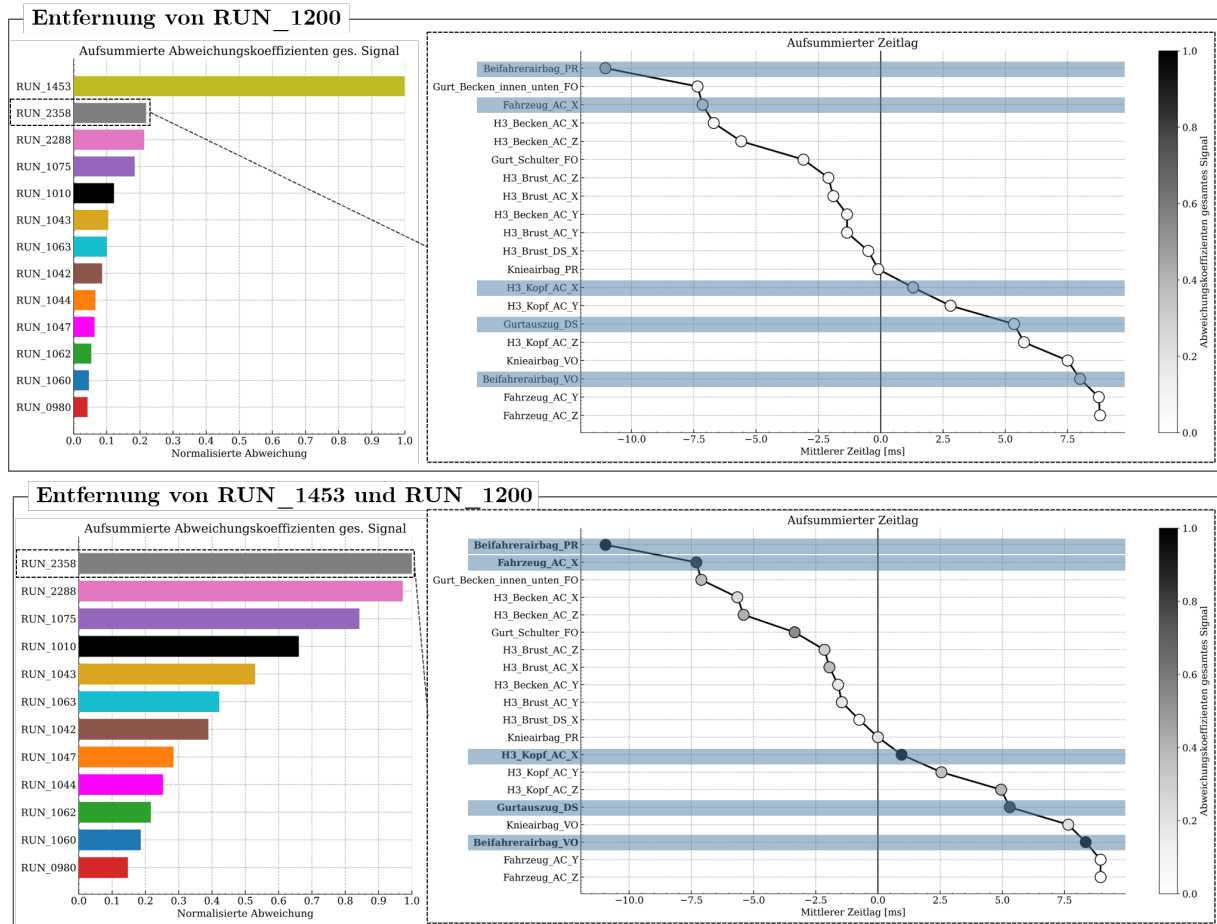 Entfernung von RUN_1200
Aufsummierte Abweichungskoeffizienten ges. Signal
RUN_1453
RUN_2358
RUN_2288
RUN_1075
RUN_1010
RUN_1043
RUN_1063
RUN_1042
RUN_1044
RUN_1047
RUN_1062
RUN_1060
RUN_0980
0.0 0.1 0.2 0.3 0.4 0.5 0.6 0.7 0.8 0.9 1.0
Normalisierte Abweichung
Aufsummierter Zeitlag
Beifahrerairbag_PR
Gurt_Becken_innen_unten_FO
Fahrzeug_AC_X
H3_Becken_AC_X
H3_Becken_AC_Z
Gurt_Schulter_FO
H3_Brust_AC_Z
H3_Brust_AC_X
H3_Becken_AC_Y
H3_Brust_AC_Y
H3_Brust_DS_X
Knieairbag_PR
H3_Kopf_AC_X
H3_Kopf_AC_Y
Gurtauszug_DS
H3_Kopf_AC_Z
Knieairbag_VO
Beifahrerairbag_VO
Fahrzeug_AC_Y
Fahrzeug_AC_Z
−10.0 −7.5 −5.0 −2.5 0.0 2.5 5.0 7.5
Mittlerer Zeitlag [ms]
1.0
0.8
0.6
0.4
0.2
0.0
Abweichungskoeffizienten gesamtes Signal
Entfernung von RUN_1453 und RUN_1200
Aufsummierte Abweichungskoeffizienten ges. Signal
RUN_2358
RUN_2288
RUN_1075
RUN_1010
RUN_1043
RUN_1063
RUN_1042
RUN_1047
RUN_1044
RUN_1062
RUN_1060
RUN_0980
0.0 0.1 0.2 0.3 0.4 0.5 0.6 0.7 0.8 0.9 1.0
Normalisierte Abweichung
Aufsummierter Zeitlag
Beifahrerairbag_PR
Fahrzeug_AC_X
Gurt_Becken_innen_unten_FO
H3_Becken_AC_X
H3_Becken_AC_Z
Gurt_Schulter_FO
H3_Brust_AC_Z
H3_Brust_AC_X
H3_Becken_AC_Y
H3_Brust_AC_Y
H3_Brust_DS_X
Knieairbag_PR
H3_Kopf_AC_X
H3_Kopf_AC_Y
H3_Kopf_AC_Z
Gurtauszug_DS
Knieairbag_VO
Beifahrerairbag_VO
Fahrzeug_AC_Y
Fahrzeug_AC_Z
−10.0 −7.5 −5.0 −2.5 0.0 2.5 5.0 7.5
Mittlerer Zeitlag [ms]
1.0
0.8
0.6
0.4
0.2
0.0
Abweichungskoeffizienten gesamtes Signal